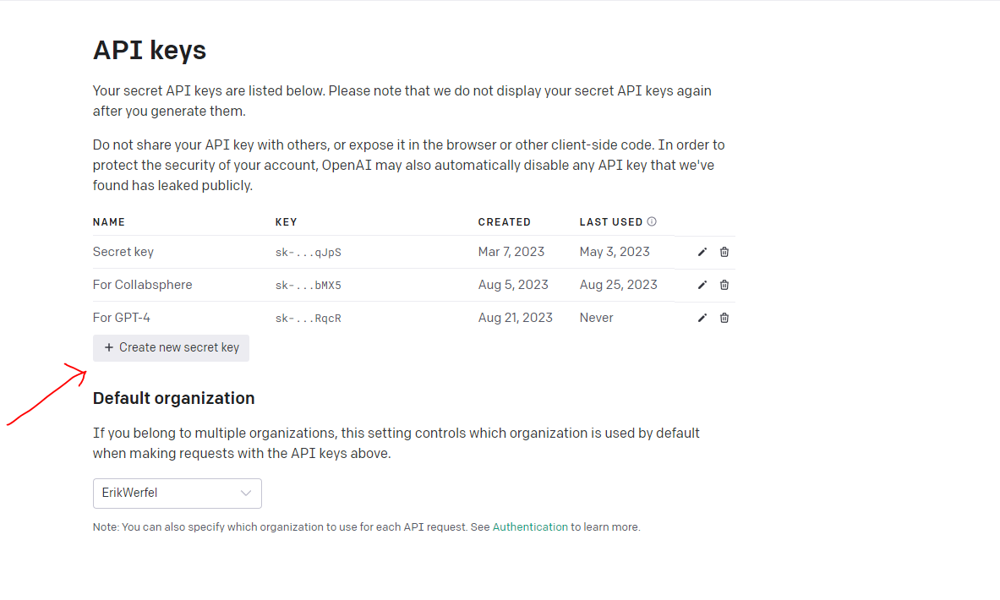 API keys
Your secret API keys are listed below. Please note that we do not display your secret API keys again
after you generate them.
Do not share your API key with others, or expose it in the browser or other client-side code. In order to
protect the security of your account, OpenAI may also automatically disable any API key that we've
found has leaked publicly.
NAME KEY CREATED LAST USED
Secret key sk-...qJpS Mar 7, 2023 May 3, 2023
For Collabsphere sk-...bMX5 Aug 5, 2023 Aug 25, 2023
For GPT-4 sk-...RqcR Aug 21, 2023 Never
+ Create new secret key
Default organization
If you belong to multiple organizations, this setting controls which organization is used by default
when making requests with the API keys above.
ErikWerfel
Note: You can also specify which organization to use for each API request. See Authentication to learn more.